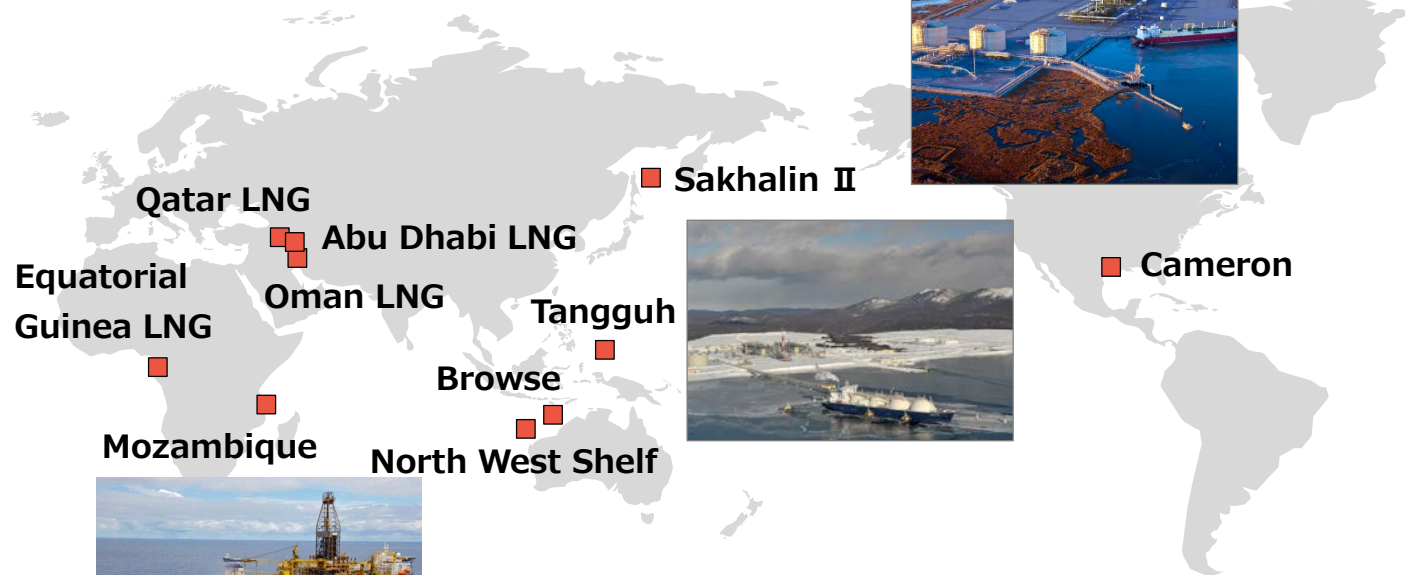 Sakhalin Ⅱ
Qatar LNG
Abu Dhabi LNG
Cameron
Equatorial
Guinea LNG
Oman LNG
Tangguh
Browse
Mozambique
North West Shelf